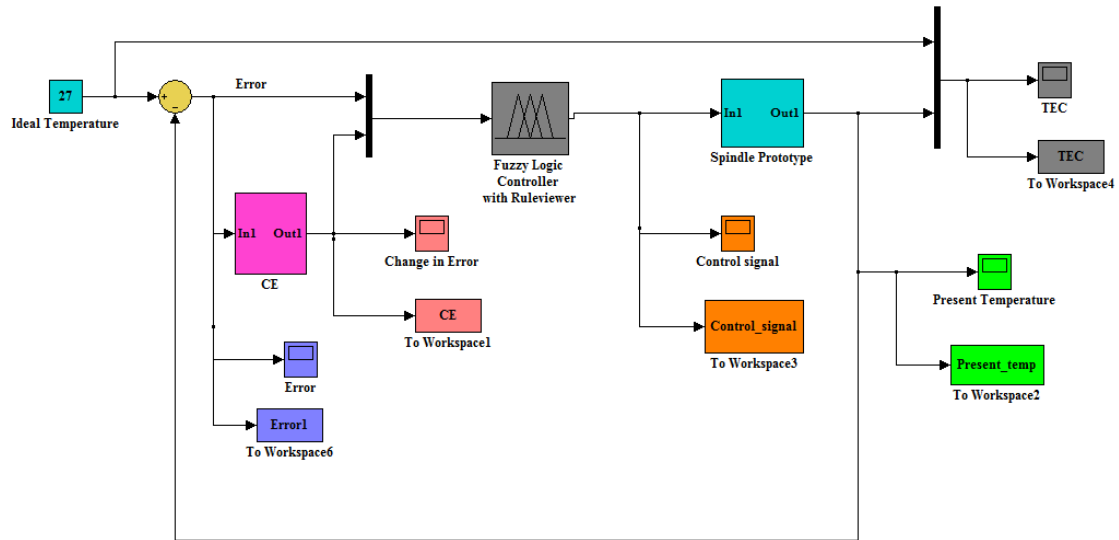 Error
27
+
−
Ideal Temperature
In1 Out1
CE
Change in Error
CE
To Workspace1
Error
Error1
To Workspace6
Fuzzy Logic
Controller
with Ruleviewer
In1 Out1
Spindle Prototype
Control signal
Control_signal
To Workspace3
TEC
TEC
To Workspace4
Present Temperature
Present_temp
To Workspace2